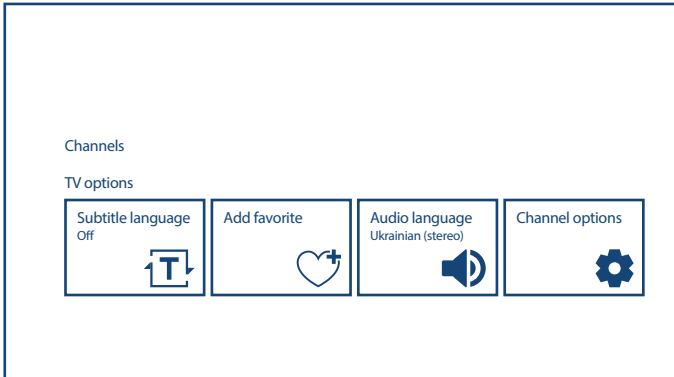 Channels
TV options
Subtitle language
Off
T
Add favorite
Audio language
Ukrainian (stereo)
Channel options